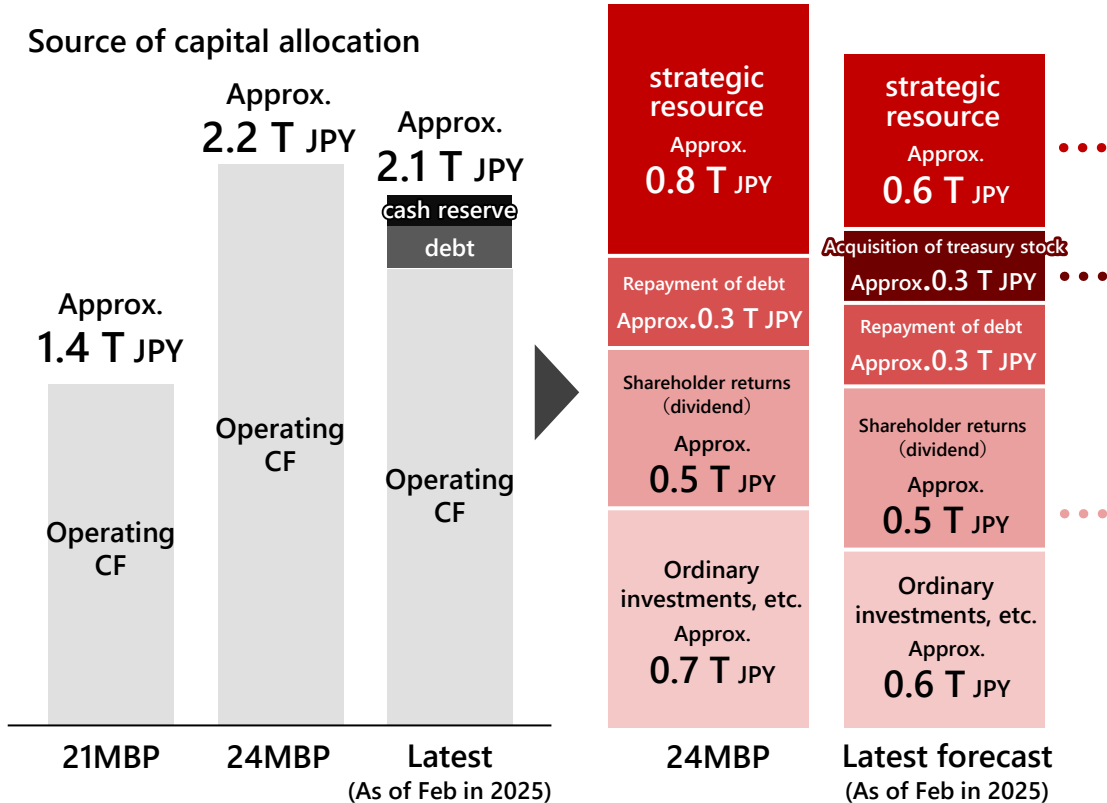 Source of capital allocation
Approx.
1.4 T JPY
Operating
CF
21MBP
Approx.
2.2 T JPY
Operating
CF
24MBP
Approx.
2.1 T JPY
cash reserve
debt
Operating
CF
Latest
(As of Feb in 2025)
strategic
resource
Approx.
0.8 T JPY
Repayment of debt
Approx.0.3 T JPY
Shareholder returns
（dividend）
Approx.
0.5 T JPY
Ordinary
investments, etc.
Approx.
0.7 T JPY
24MBP
strategic
resource
Approx.
0.6 T JPY
Acquisition of treasury stock
Approx.0.3 T JPY
Repayment of debt
Approx.0.3 T JPY
Shareholder returns
（dividend）
Approx.
0.5 T JPY
Ordinary
investments, etc.
Approx.
0.6 T JPY
Latest forecast
(As of Feb in 2025)